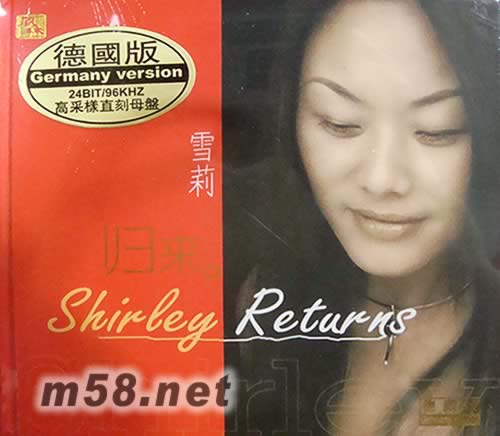 德國版
Germany version
24BIT/96KHZ
高采樣直刻母盤
雪
莉
归来
Shirley Returns
m58.net
Shirley